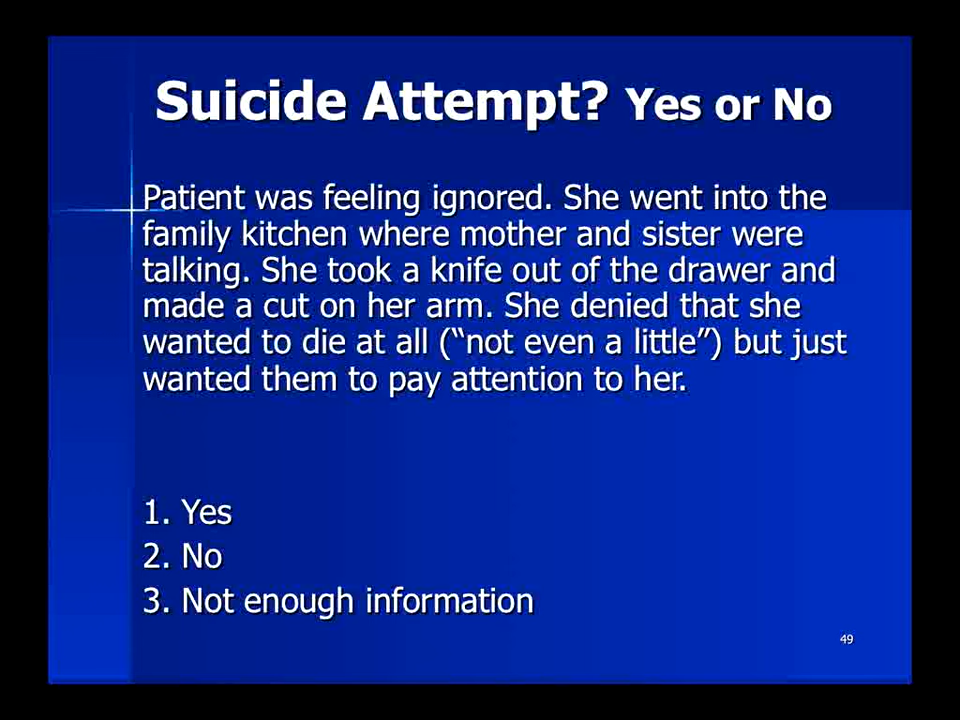 Suicide Attempt? Yes or No
Patient was feeling ignored. She went into the
family kitchen where mother and sister were
talking. She took a knife out of the drawer and
made a cut on her arm. She denied that she
wanted to die at all (“not even a little”) but just
wanted them to pay attention to her.
1. Yes
2. No
3. Not enough information
49